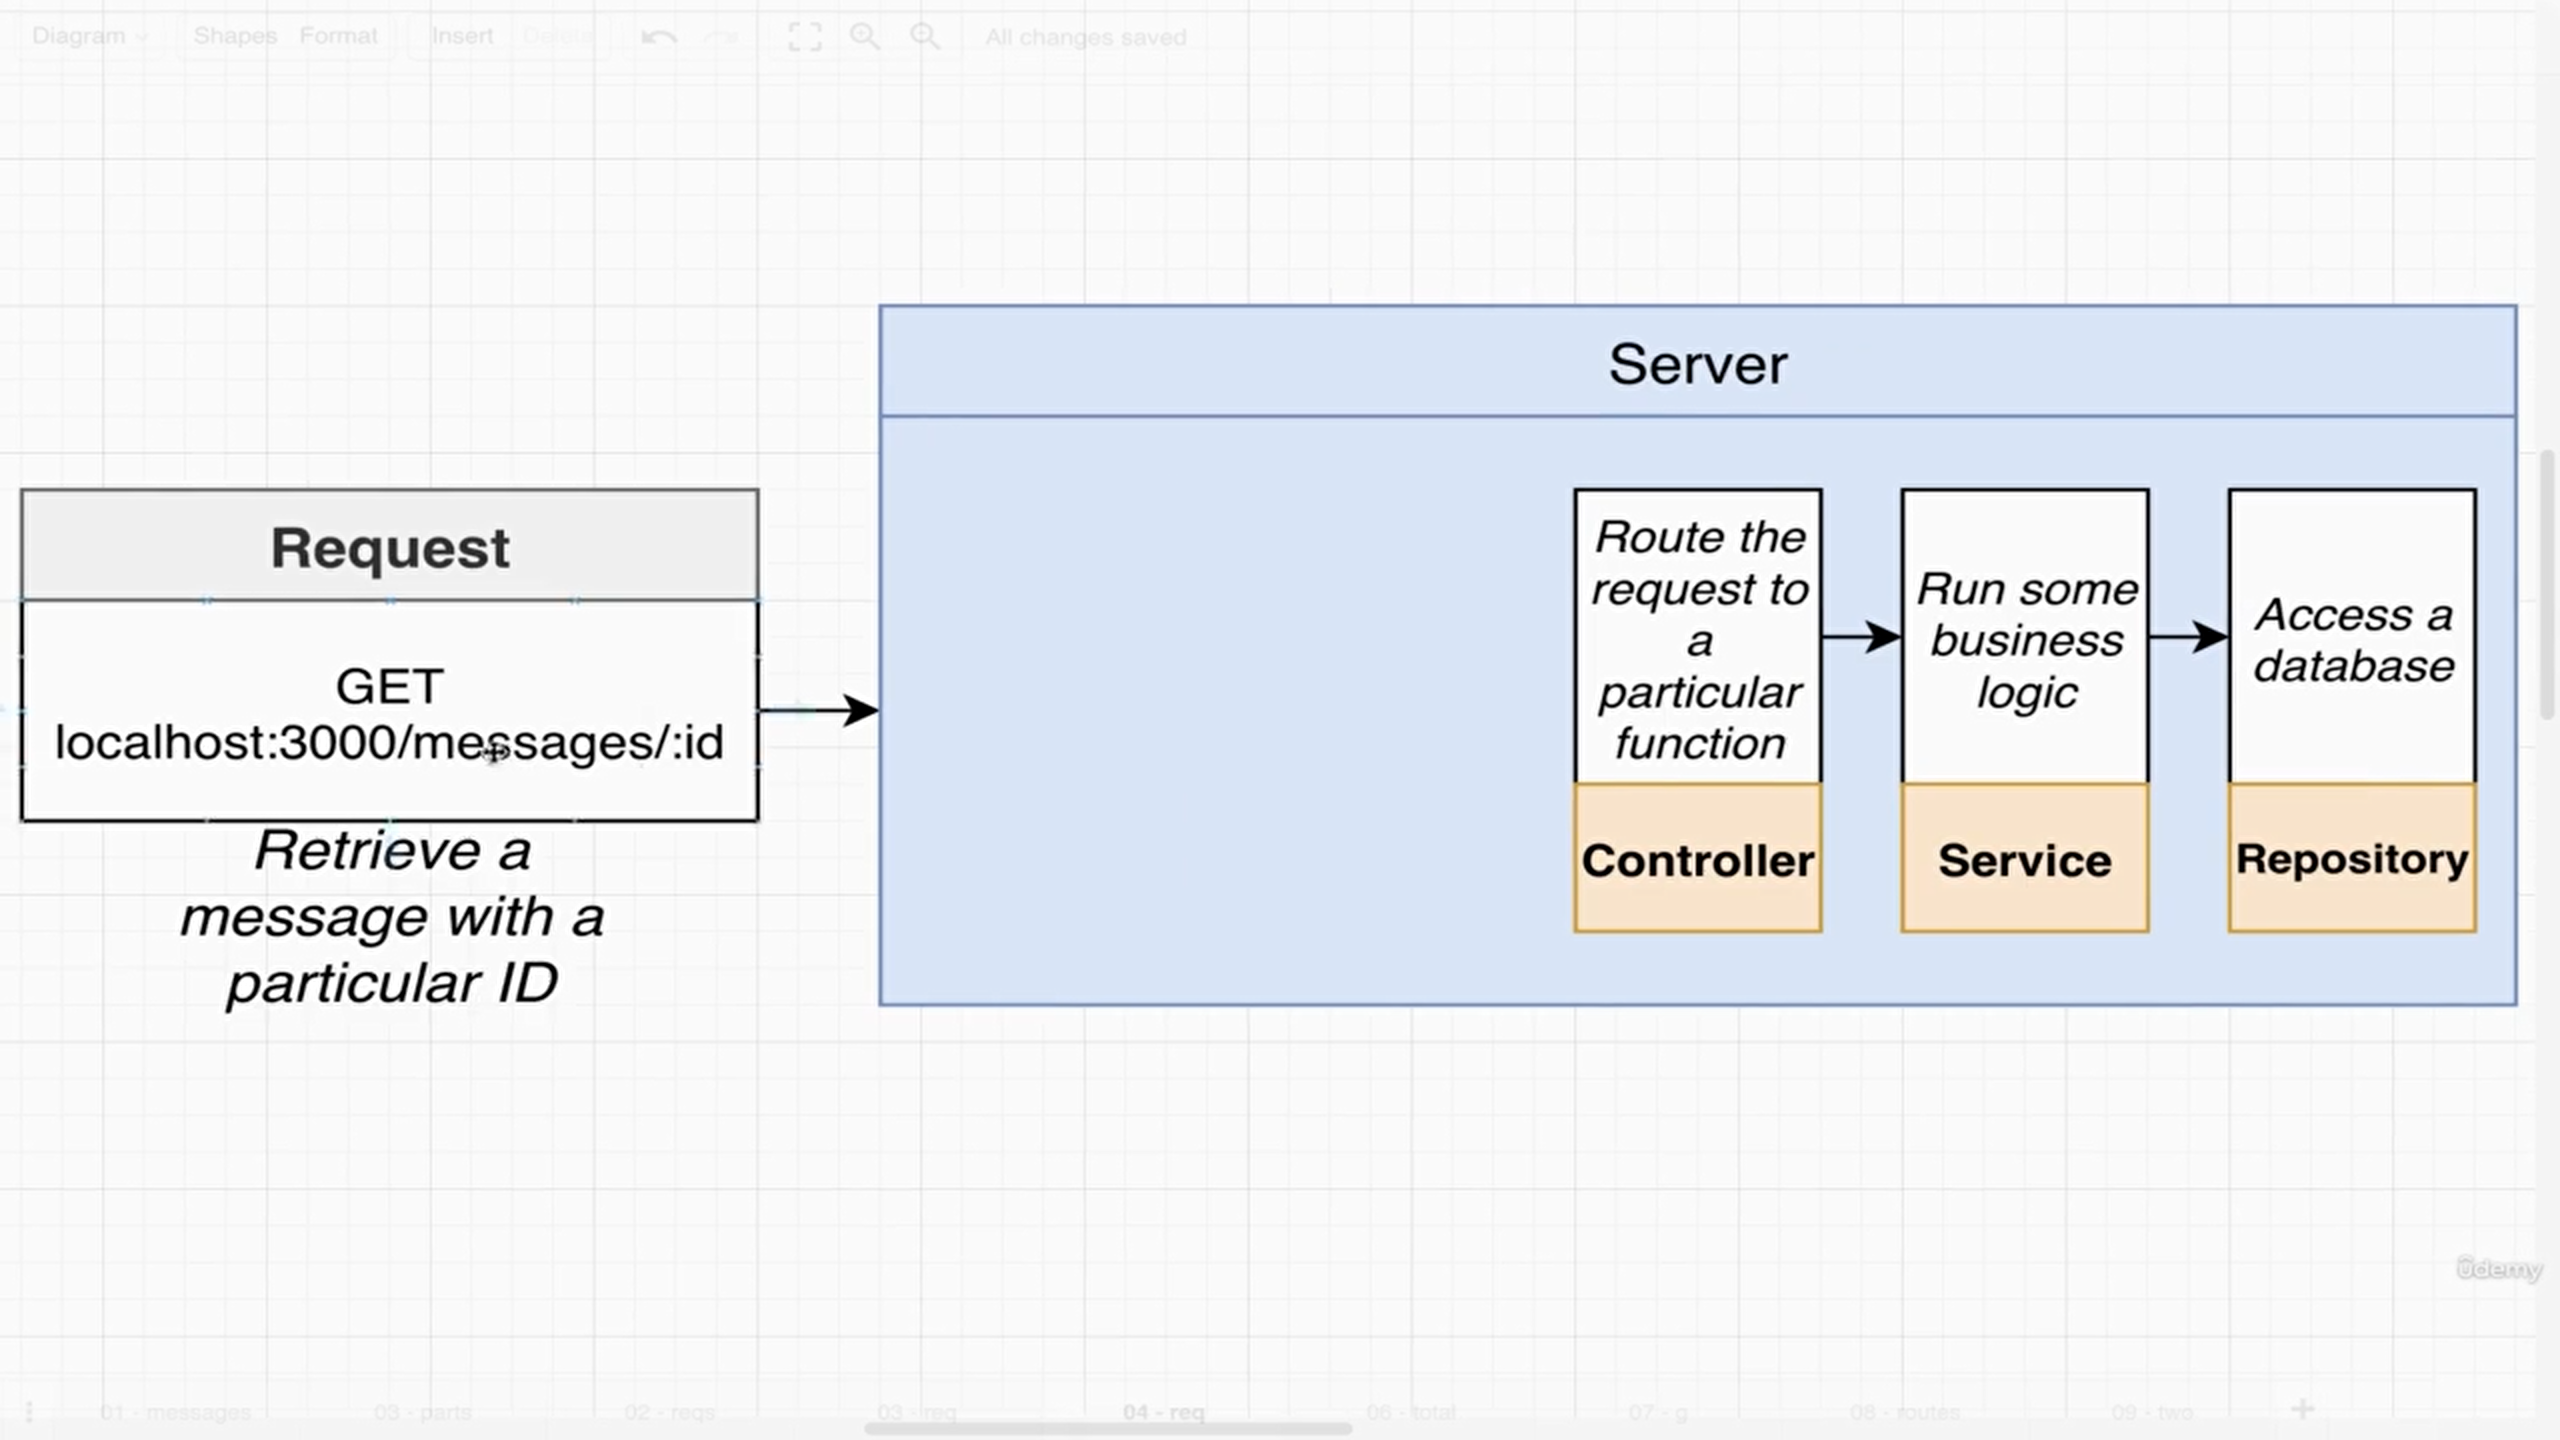 Diagram Shapes Format Insert Delete All changes saved
Server
Request
GET
localhost:3000/messages/:id
Retrieve a
message with a
particular ID
Route the
request to
a
particular
function
Controller
Run some
business
logic
Service
Access a
database
Repository
ûdemy
01 - messages 03 - parts 02 - reqs 03 - req 04 - req 06 - total 07 - g 08 - routes 09 - two